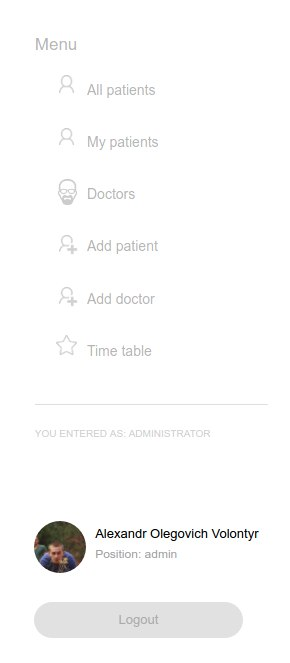 Menu
All patients
My patients
Doctors
Add patient
Add doctor
Time table
YOU ENTERED AS: ADMINISTRATOR
Alexandr Olegovich Volontyr
Position: admin
Logout